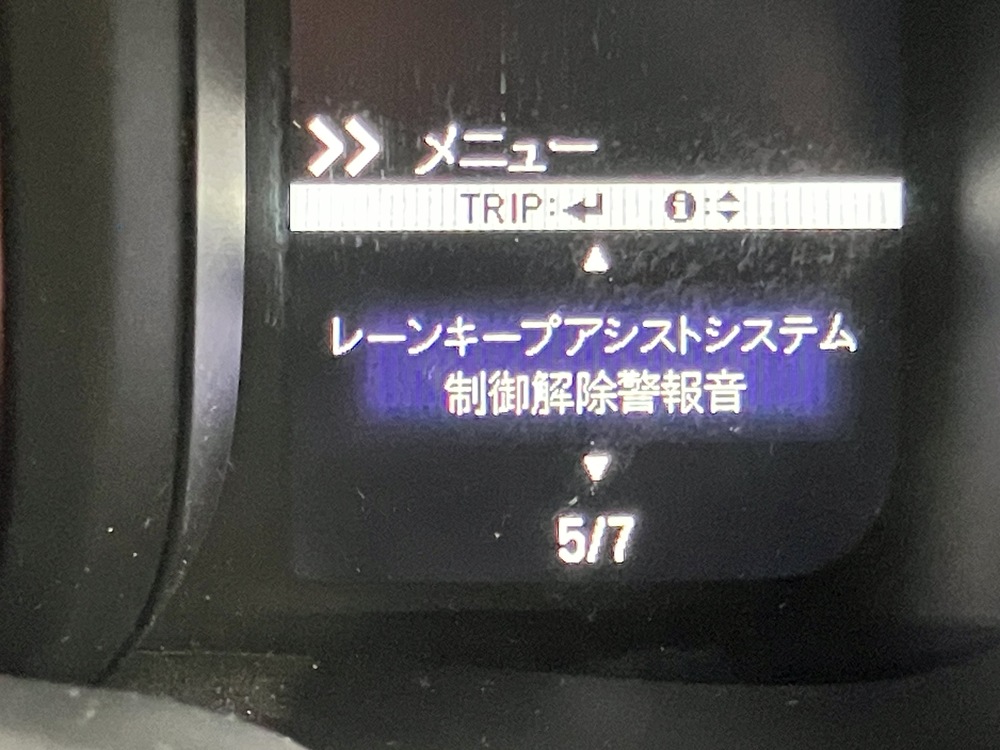 >> メニュー
TRIP:↵ i:⬍
▲
レーンキープアシストシステム
制御解除警報音
▼
5/7